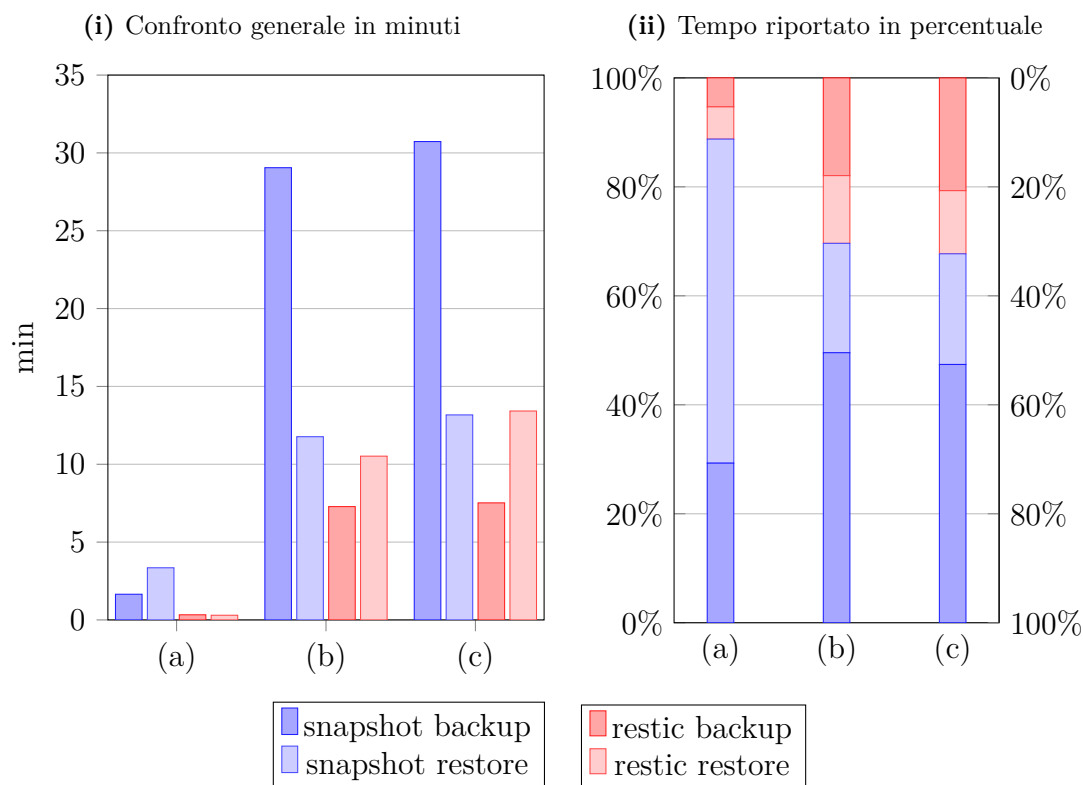 (i) Confronto generale in minuti
(ii) Tempo riportato in percentuale
min
35
30
25
20
15
10
5
0
(a)
(b)
(c)
100%
80%
60%
40%
20%
0%
0%
20%
40%
60%
80%
100%
(a)
(b)
(c)
snapshot backup
snapshot restore
restic backup
restic restore